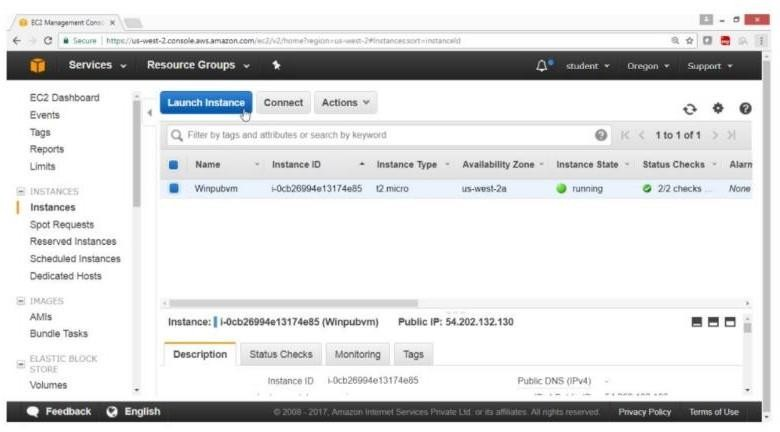 EC2 Management Conso
Secure | https://us-west-2.console.aws.amazon.com/ec2/v2/home?region=us-west-2#Instances:sort=instanceId
Services Resource Groups student Oregon Support
EC2 Dashboard
Events
Tags
Reports
Limits
INSTANCES
Instances
Spot Requests
Reserved Instances
Scheduled Instances
Dedicated Hosts
IMAGES
AMIs
Bundle Tasks
ELASTIC BLOCK
STORE
Volumes
Launch Instance Connect Actions
Filter by tags and attributes or search by keyword 1 to 1 of 1
Name Instance ID Instance Type Availability Zone Instance State Status Checks Alarm
Winpubvm i-0cb26994e13174e85 t2.micro us-west-2a running 2/2 checks ... None
Instance: i-0cb26994e13174e85 (Winpubvm) Public IP: 54.202.132.130
Description Status Checks Monitoring Tags
Instance ID i-0cb26994e13174e85 Public DNS (IPv4) -
Feedback English © 2008 - 2017, Amazon Internet Services Private Ltd. or its affiliates. All rights reserved. Privacy Policy Terms of Use